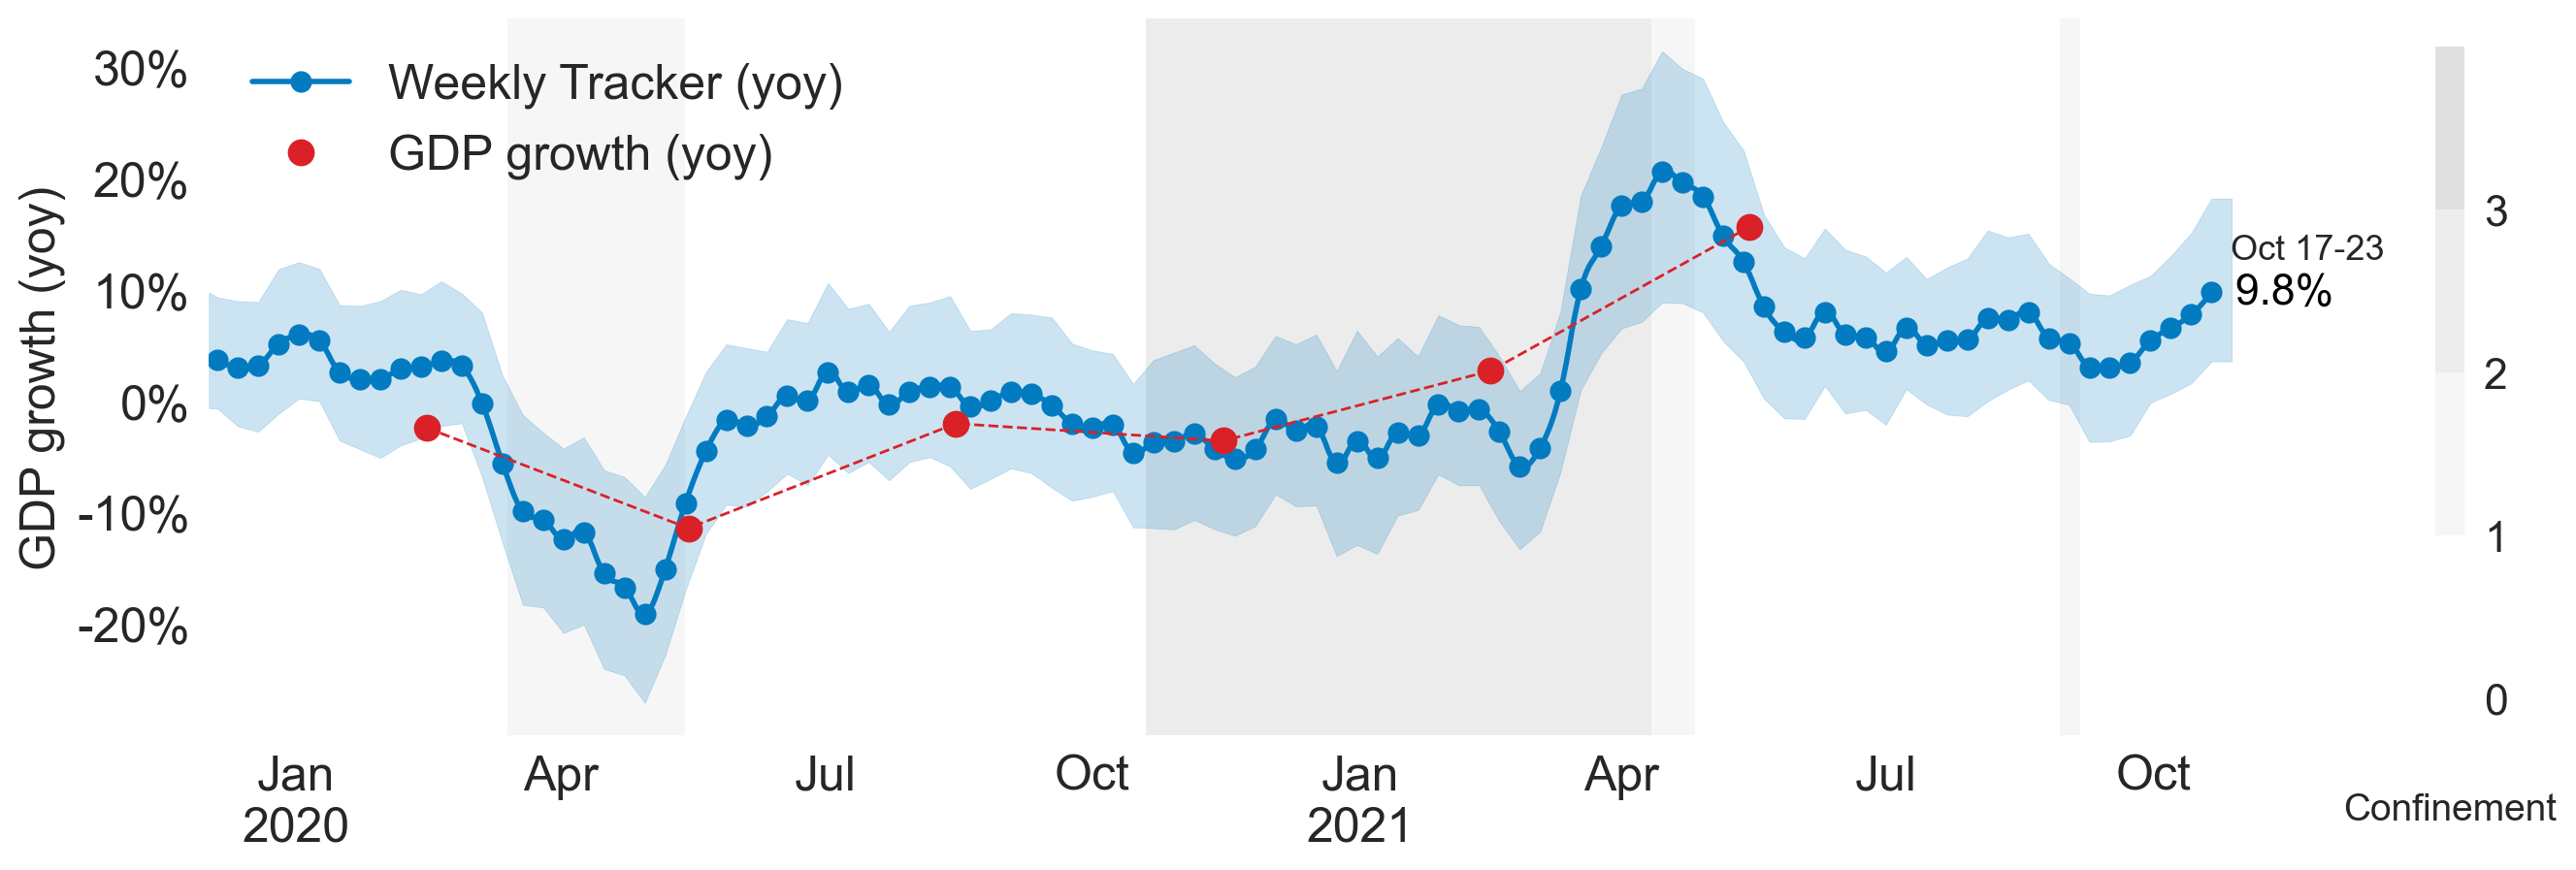 Weekly Tracker (yoy)
GDP growth (yoy)
GDP growth (yoy)
30%
20%
10%
0%
-10%
-20%
Oct 17-23
9.8%
3
2
1
0
Jan Apr Jul Oct Jan Apr Jul Oct
2020 2021
Confinement